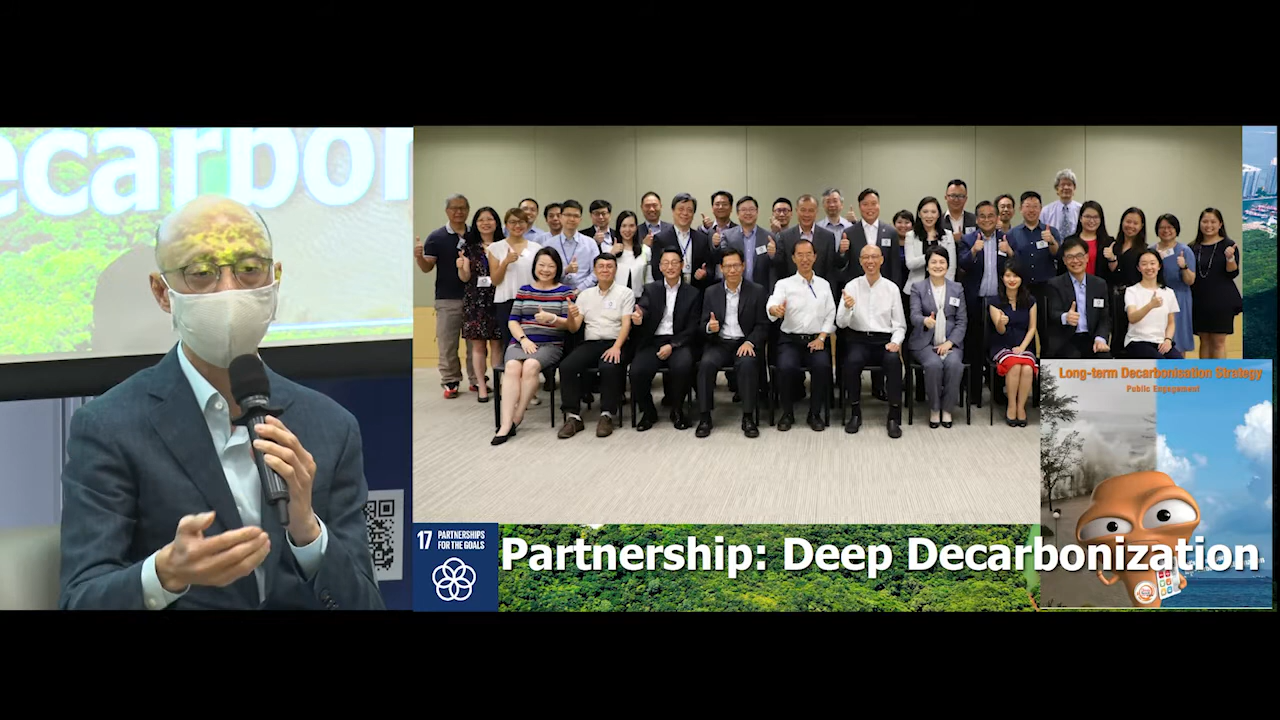 ecarbon
Long-term Decarbonisation Strategy
Public Engagement
17 PARTNERSHIPS
FOR THE GOALS
Partnership: Deep Decarbonization